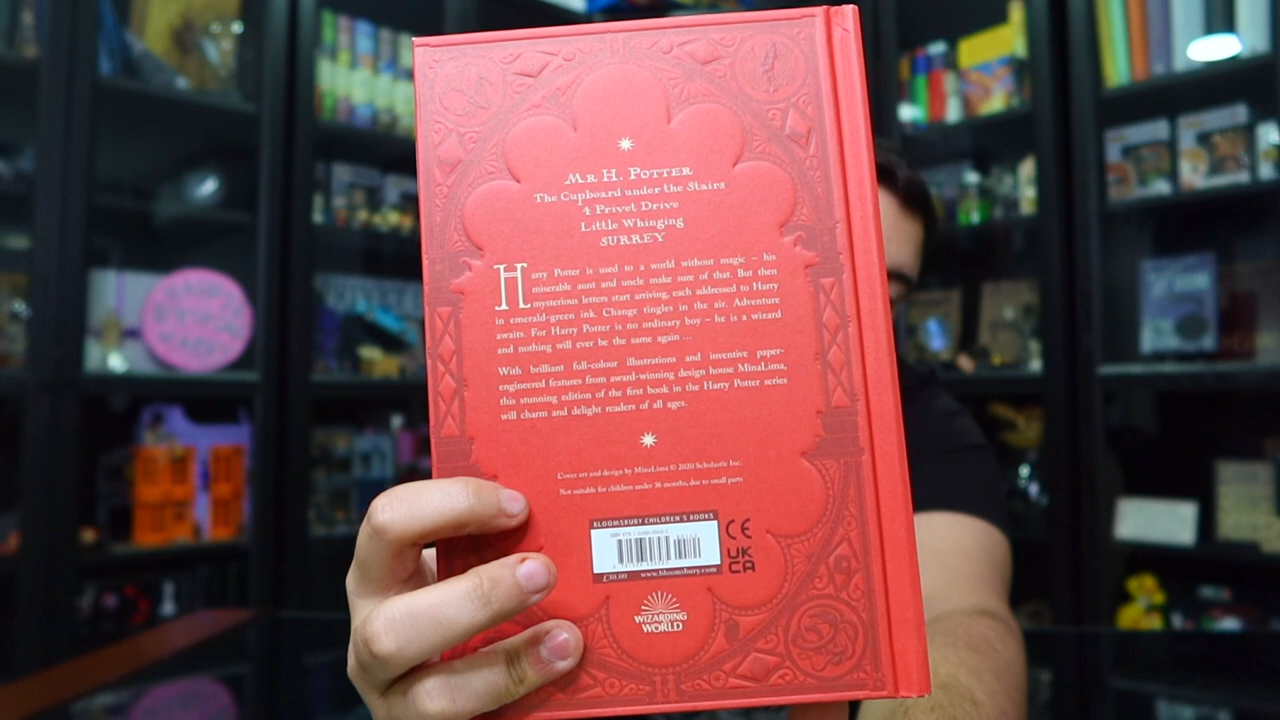 Mr H. Potter
The Cupboard under the Stairs
4 Privet Drive
Little Whinging
SURREY
Harry Potter is used to a world without magic – his
miserable aunt and uncle make sure of that. But then
mysterious letters start arriving, each addressed to Harry
in emerald-green ink. Change tingles in the air. Adventure
awaits. For Harry Potter is no ordinary boy – he is a wizard
and nothing will ever be the same again ...
With brilliant full-colour illustrations and inventive paper-
engineered features from award-winning design house MinaLima,
this stunning edition of the first book in the Harry Potter series
will charm and delight readers of all ages.
Cover art and design by MinaLima © 2020 Scholastic Inc.
Not suitable for children under 36 months, due to small parts
BLOOMSBURY CHILDREN'S BOOKS
£30.00 www.bloomsbury.com
CE
UK
CA
WIZARDING
WORLD